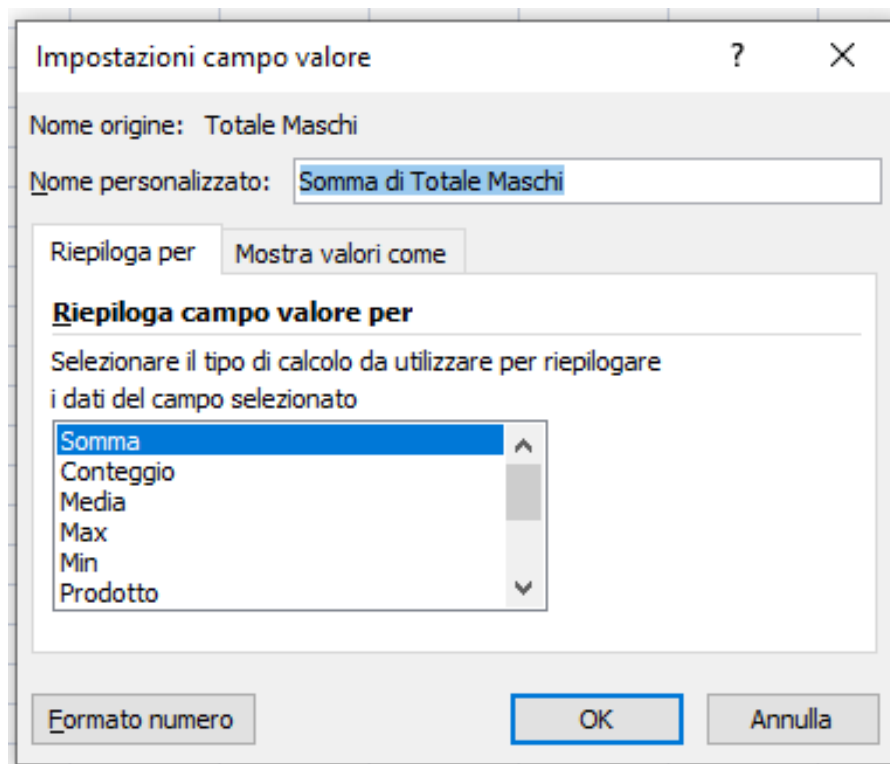 Impostazioni campo valore ?
Nome origine: Totale Maschi
Nome personalizzato: Somma di Totale Maschi
Riepiloga per Mostra valori come
Riepiloga campo valore per
Selezionare il tipo di calcolo da utilizzare per riepilogare
i dati del campo selezionato
Somma
Conteggio
Media
Max
Min
Prodotto
Formato numero OK Annulla